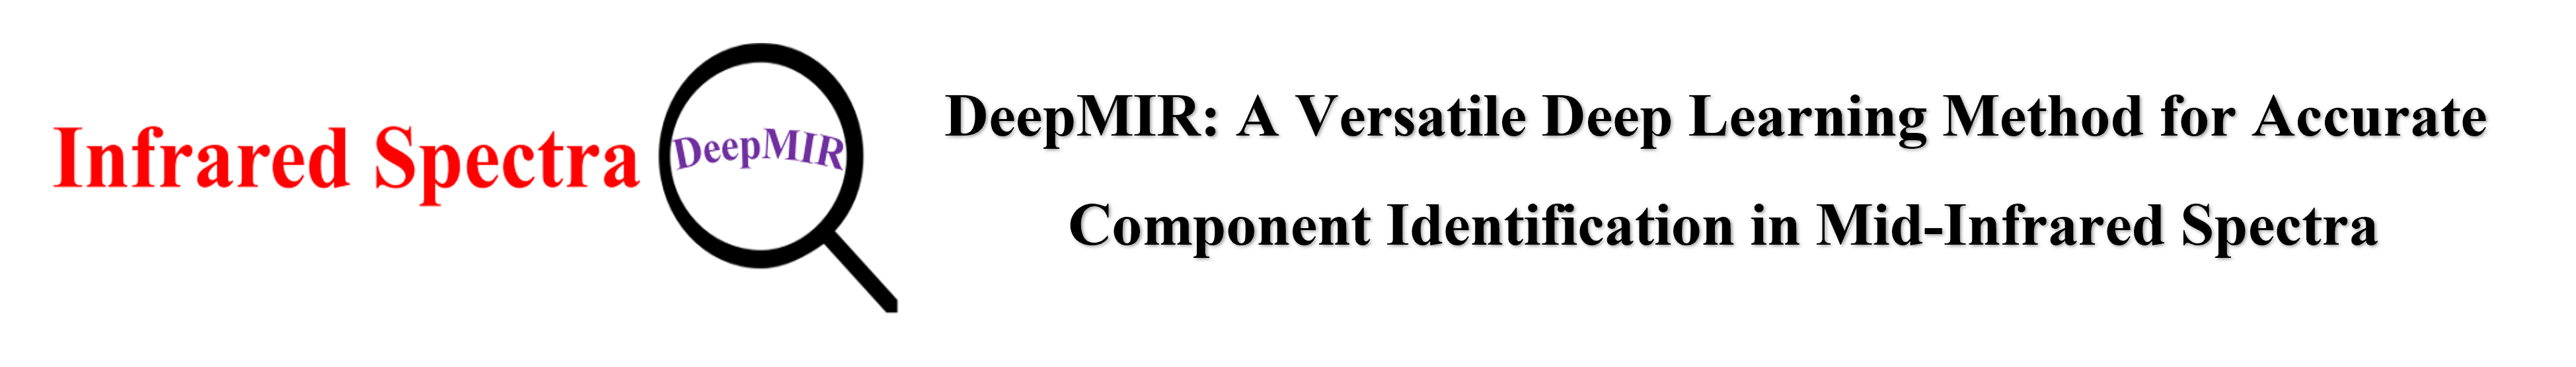 Infrared Spectra
DeepMIR
DeepMIR: A Versatile Deep Learning Method for Accurate
Component Identification in Mid-Infrared Spectra